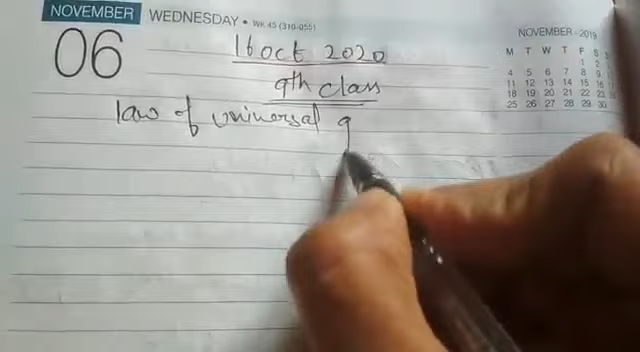 NOVEMBER WEDNESDAY • WK 45 (310-055)
06
16 oct 2020
9th class
law of universal g
NOVEMBER - 2019
M T W T F S S
1 2
4 5 6 7 8 9
11 12 13 14 15 16
18 19 20 21 22 23
25 26 27 28 29 30